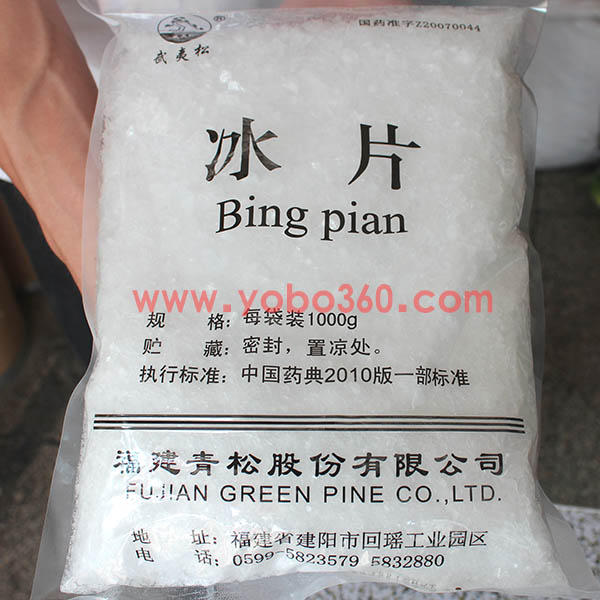 国药准字Z20070044
®
武夷松
冰片
Bing pian
www.yobo360.com
规 格：每袋装1000g
贮 藏：密封，置凉处。
执行标准：中国药典2010版一部标准
福建青松股份有限公司
FUJIAN GREEN PINE CO.,LTD.
地 址：福建省建阳市回瑶工业园区
电 话：0599-5823579 5832880